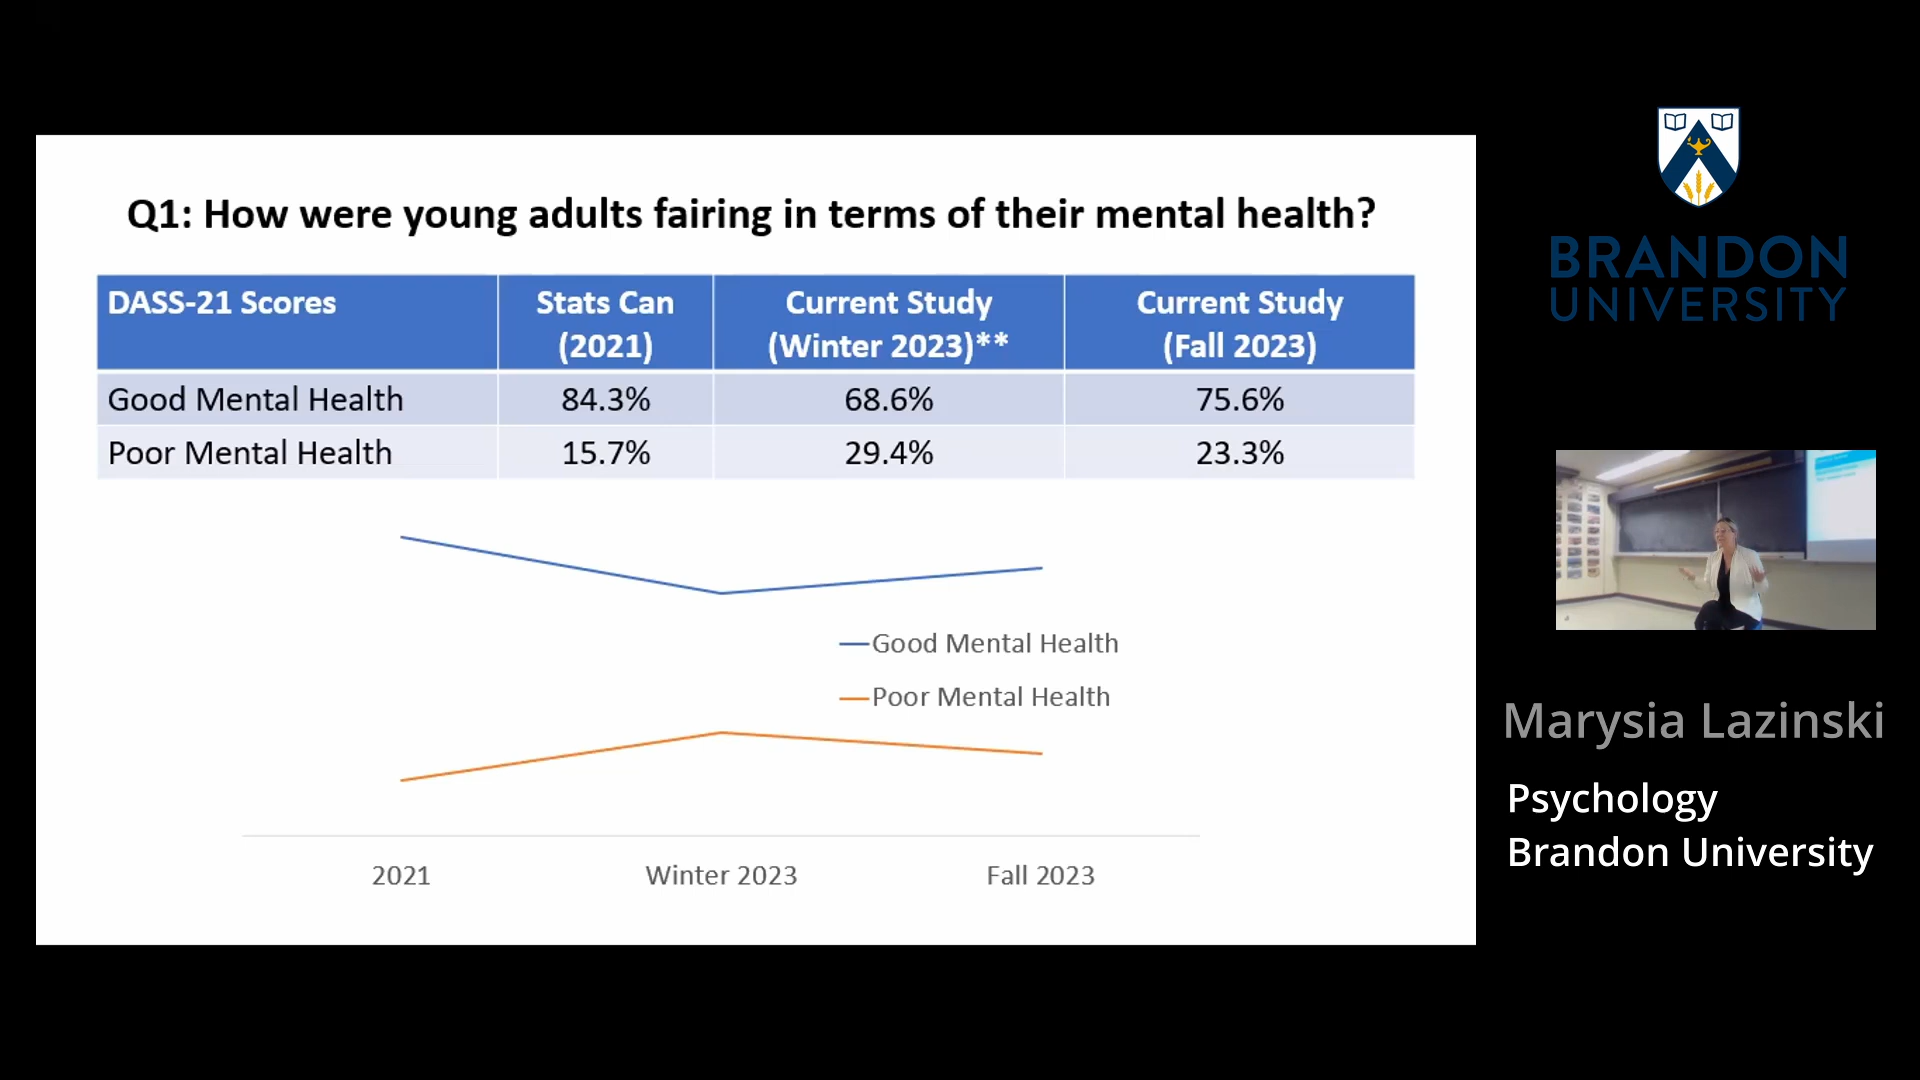 Q1: How were young adults fairing in terms of their mental health?
DASS-21 Scores
Stats Can
(2021)
Current Study
(Winter 2023)**
Current Study
(Fall 2023)
Good Mental Health
84.3%
68.6%
75.6%
Poor Mental Health
15.7%
29.4%
23.3%
Good Mental Health
Poor Mental Health
2021
Winter 2023
Fall 2023
BRANDON
UNIVERSITY
Marysia Lazinski
Psychology
Brandon University